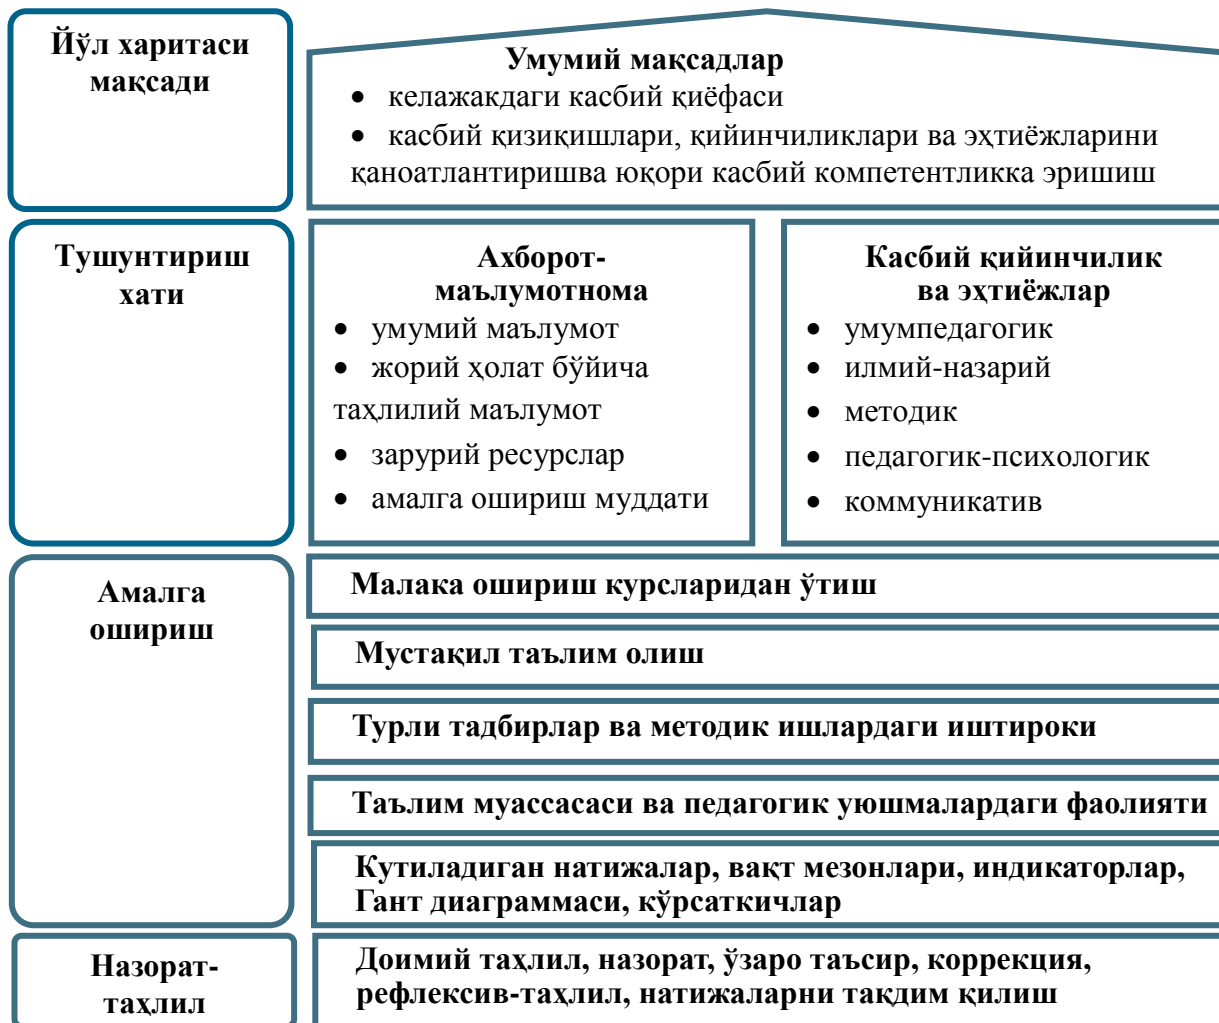 Йўл харитаси
мақсади
Умумий мақсадлар
• келажакдаги касбий қиёфаси
• касбий қизиқишлари, қийинчиликлари ва эҳтиёжларини
қаноатлантиришва юқори касбий компетентликка эришиш
Тушунтириш
хати
Ахборот-
маълумотнома
• умумий маълумот
• жорий ҳолат бўйича
таҳлилий маълумот
• зарурий ресурслар
• амалга ошириш муддати
Касбий қийинчилик
ва эҳтиёжлар
• умумпедагогик
• илмий-назарий
• методик
• педагогик-психологик
• коммуникатив
Амалга
ошириш
Малака ошириш курсларидан ўтиш
Мустақил таълим олиш
Турли тадбирлар ва методик ишлардаги иштироки
Таълим муассасаси ва педагогик уюшмалардаги фаолияти
Кутиладиган натижалар, вақт мезонлари, индикаторлар,
Гант диаграммаси, кўрсаткичлар
Назорат-
таҳлил
Доимий таҳлил, назорат, ўзаро таъсир, коррекция,
рефлексив-таҳлил, натижаларни тақдим қилиш